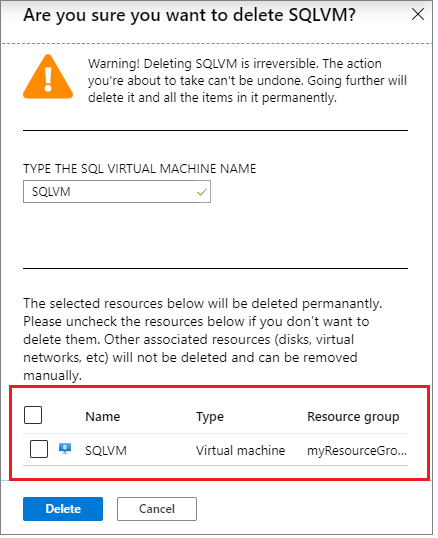 Are you sure you want to delete SQLVM?
Warning! Deleting SQLVM is irreversible. The action
you're about to take can't be undone. Going further will
delete it and all the items in it permanently.
TYPE THE SQL VIRTUAL MACHINE NAME
SQLVM
The selected resources below will be deleted permanantly.
Please uncheck the resources below if you don't want to
delete them. Other associated resources (disks, virtual
networks, etc) will not be deleted and can be removed
manually.
Name Type Resource group
SQLVM Virtual machine myResourceGro...
Delete Cancel